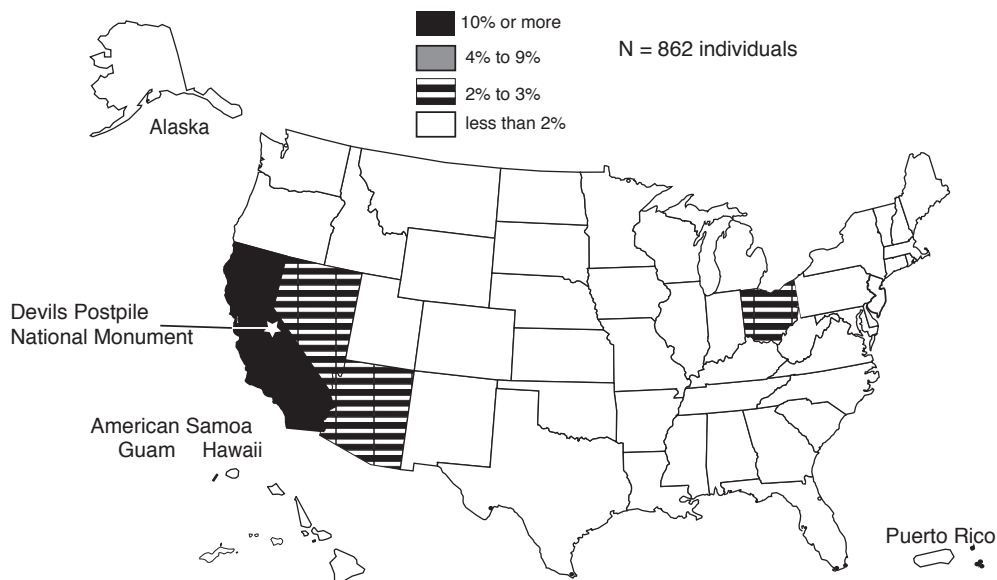 10% or more
4% to 9%
2% to 3%
less than 2%
N = 862 individuals
Alaska
Devils Postpile
National Monument
American Samoa
Guam Hawaii
Puerto Rico